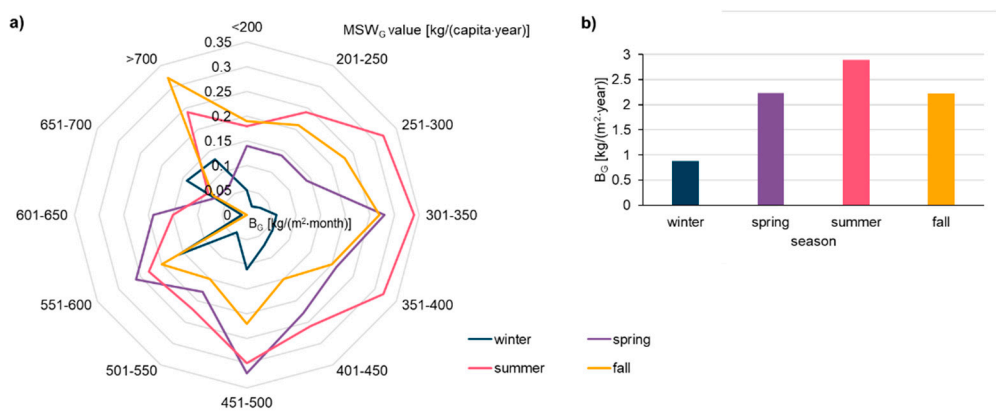 a)
MSWG value [kg/(capita·year)]
<200
201-250
251-300
301-350
351-400
401-450
451-500
501-550
551-600
601-650
651-700
>700
0.35
0.3
0.25
0.2
0.15
0.1
0.05
0
BG [kg/(m²·month)]
winter
spring
summer
fall
b)
BG [kg/(m²·year)]
3
2.5
2
1.5
1
0.5
0
winter spring summer fall
season